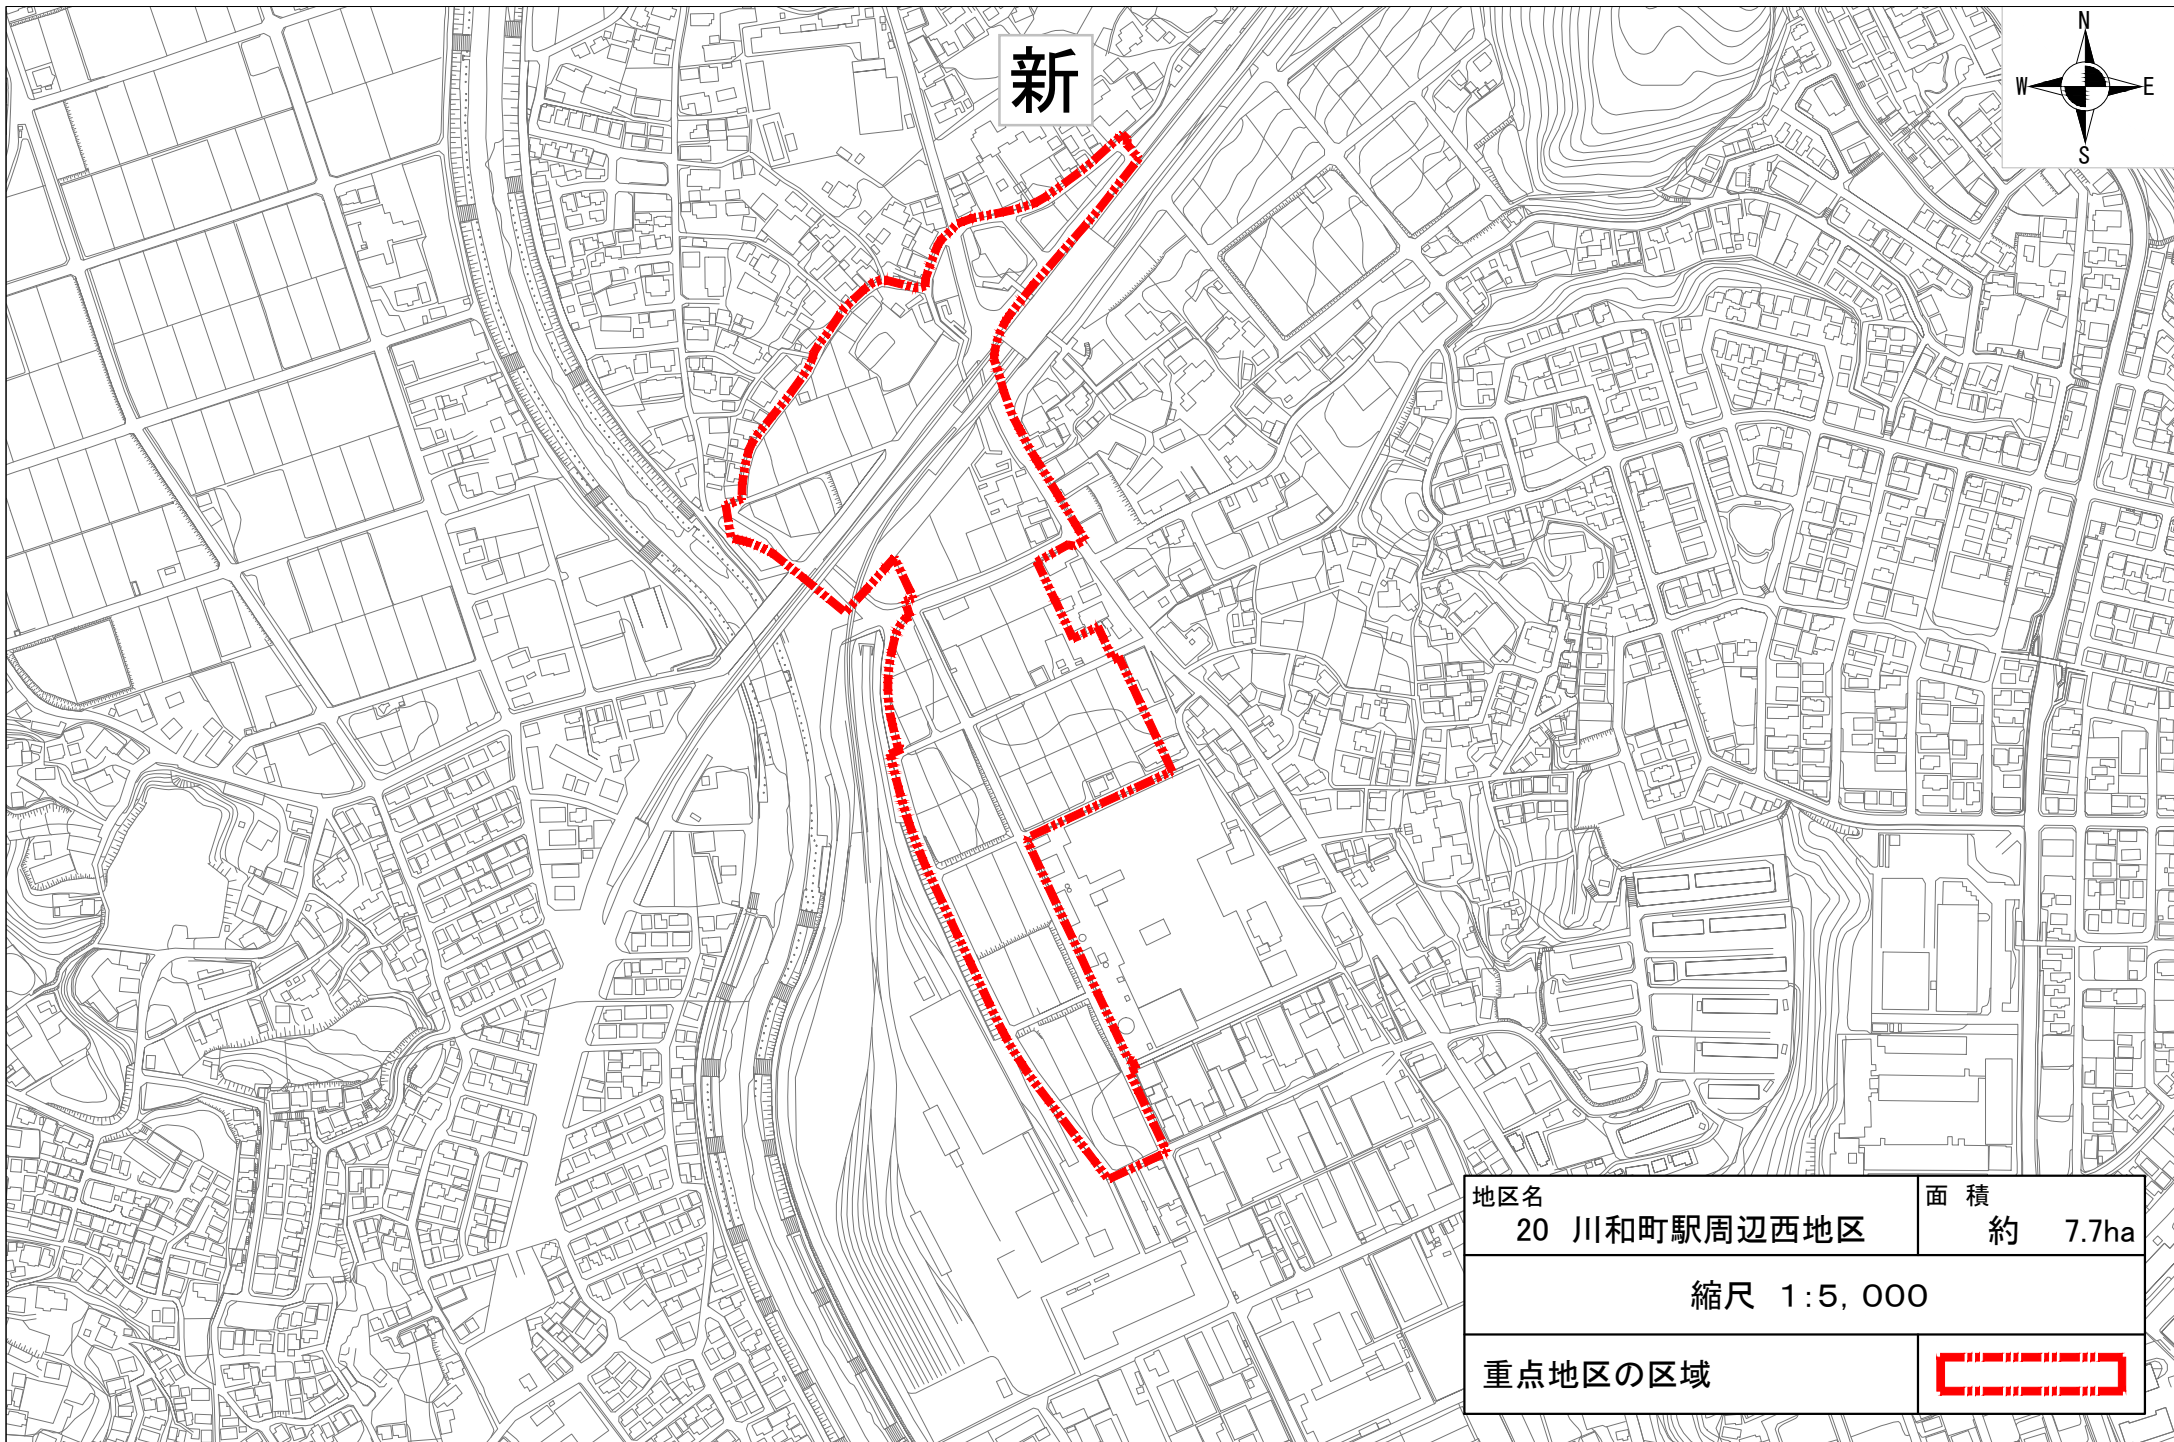 新
N
W E
S
地区名
20 川和町駅周辺西地区
面 積
約 7.7ha
縮尺 1:5,000
重点地区の区域